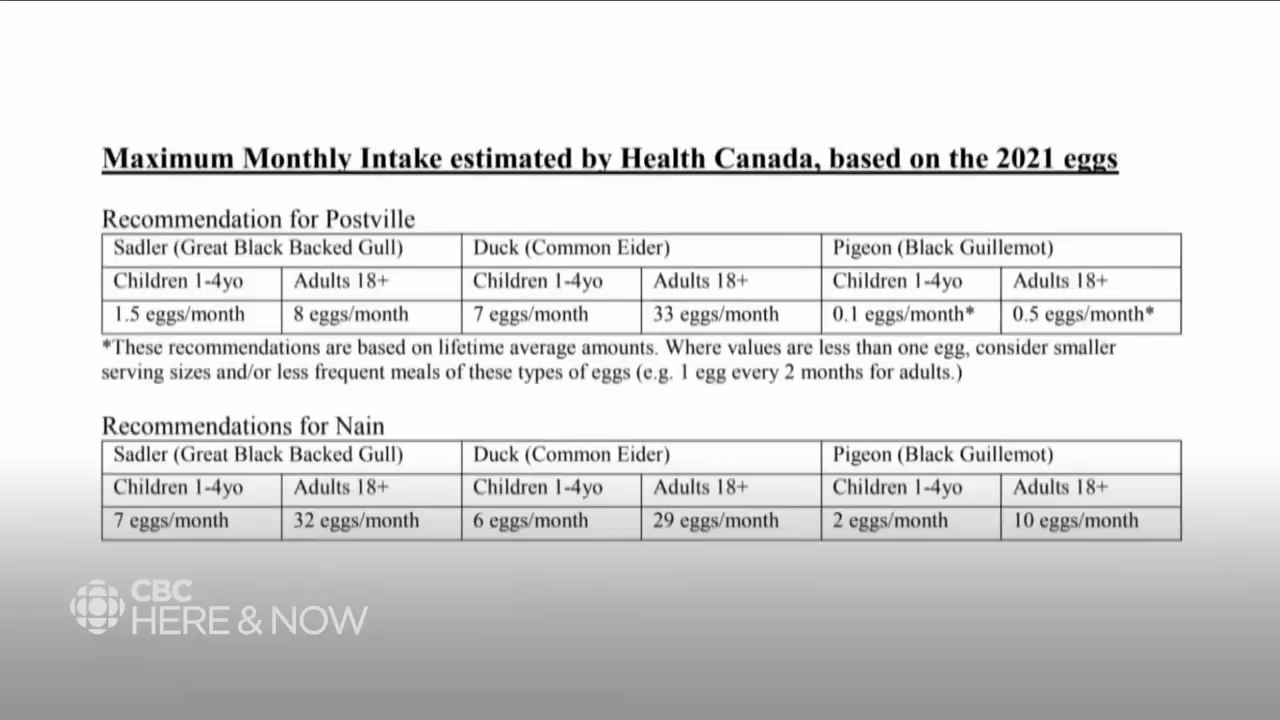 Maximum Monthly Intake estimated by Health Canada, based on the 2021 eggs
Recommendation for Postville
Sadler (Great Black Backed Gull) Duck (Common Eider) Pigeon (Black Guillemot)
Children 1-4yo Adults 18+ Children 1-4yo Adults 18+ Children 1-4yo Adults 18+
1.5 eggs/month 8 eggs/month 7 eggs/month 33 eggs/month 0.1 eggs/month* 0.5 eggs/month*
*These recommendations are based on lifetime average amounts. Where values are less than one egg, consider smaller
serving sizes and/or less frequent meals of these types of eggs (e.g. 1 egg every 2 months for adults.)
Recommendations for Nain
Sadler (Great Black Backed Gull) Duck (Common Eider) Pigeon (Black Guillemot)
Children 1-4yo Adults 18+ Children 1-4yo Adults 18+ Children 1-4yo Adults 18+
7 eggs/month 32 eggs/month 6 eggs/month 29 eggs/month 2 eggs/month 10 eggs/month
CBC
HERE & NOW